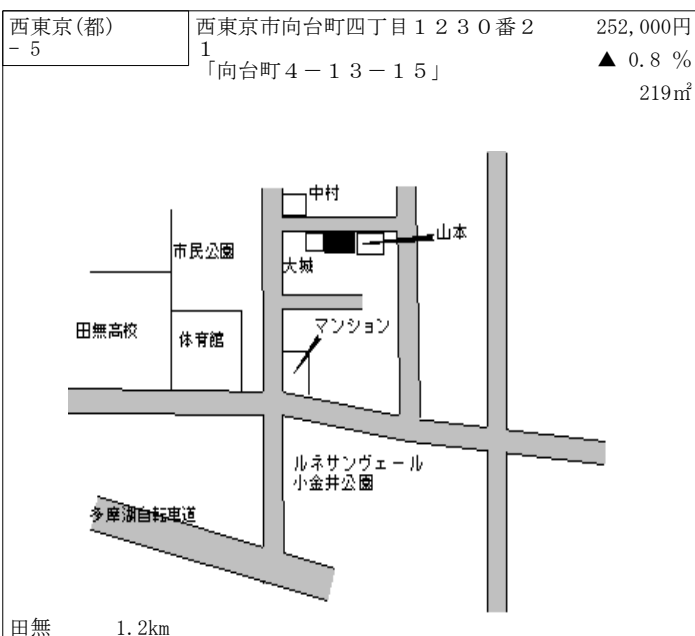 西東京(都)
- 5
西東京市向台町四丁目１２３０番２
1
「向台町４－１３－１５」
252,000円
▲ 0.8 %
219㎡
中村
山本
市民公園
大城
田無高校
体育館
マンション
ルネサンヴェール
小金井公園
多摩湖自転車道
田無 1.2km